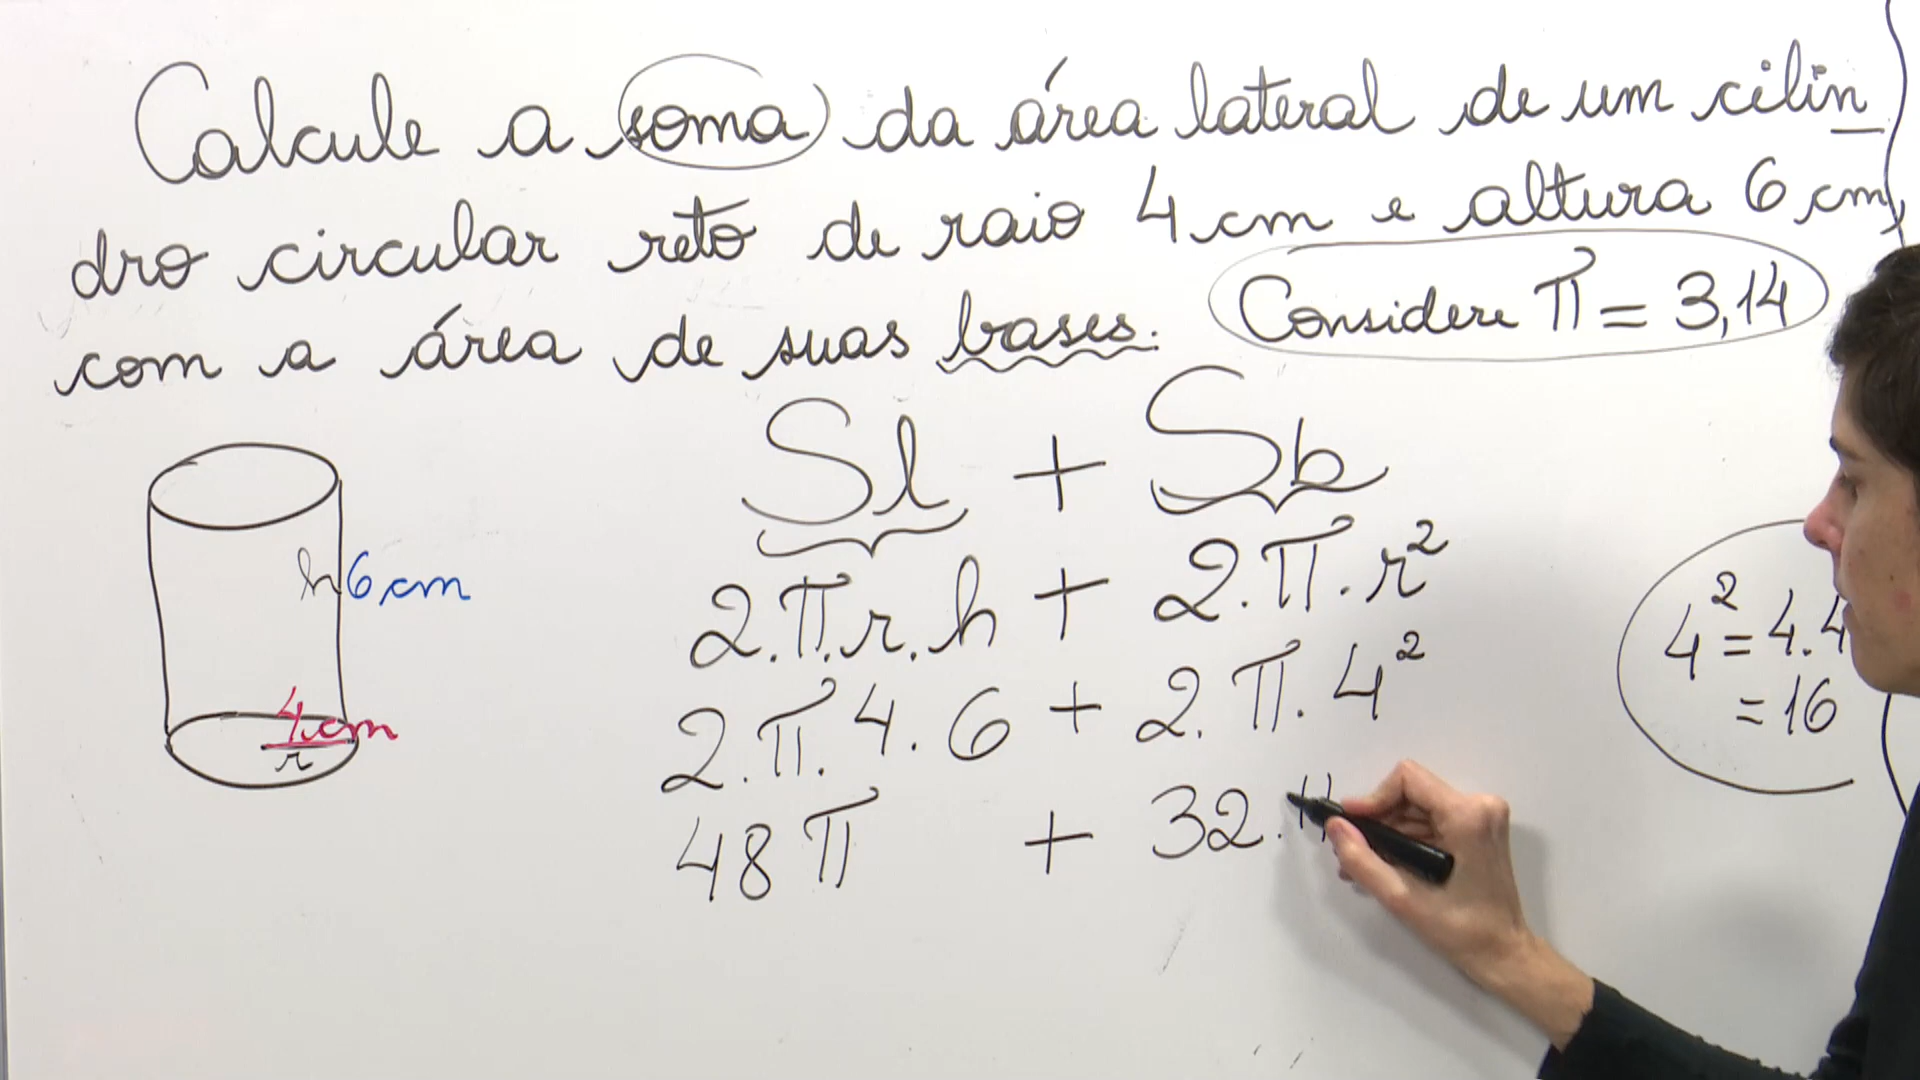 Calcule a soma da área lateral de um cilin
dro circular reto de raio 4 cm e altura 6 cm,
com a área de suas bases. Considere π = 3,14
Sl + Sb
2.π.r.h + 2.π.r²
2.π.4.6 + 2.π.4²
48π + 32.π
h 6 cm
4 cm
r
4² = 4.4
= 16